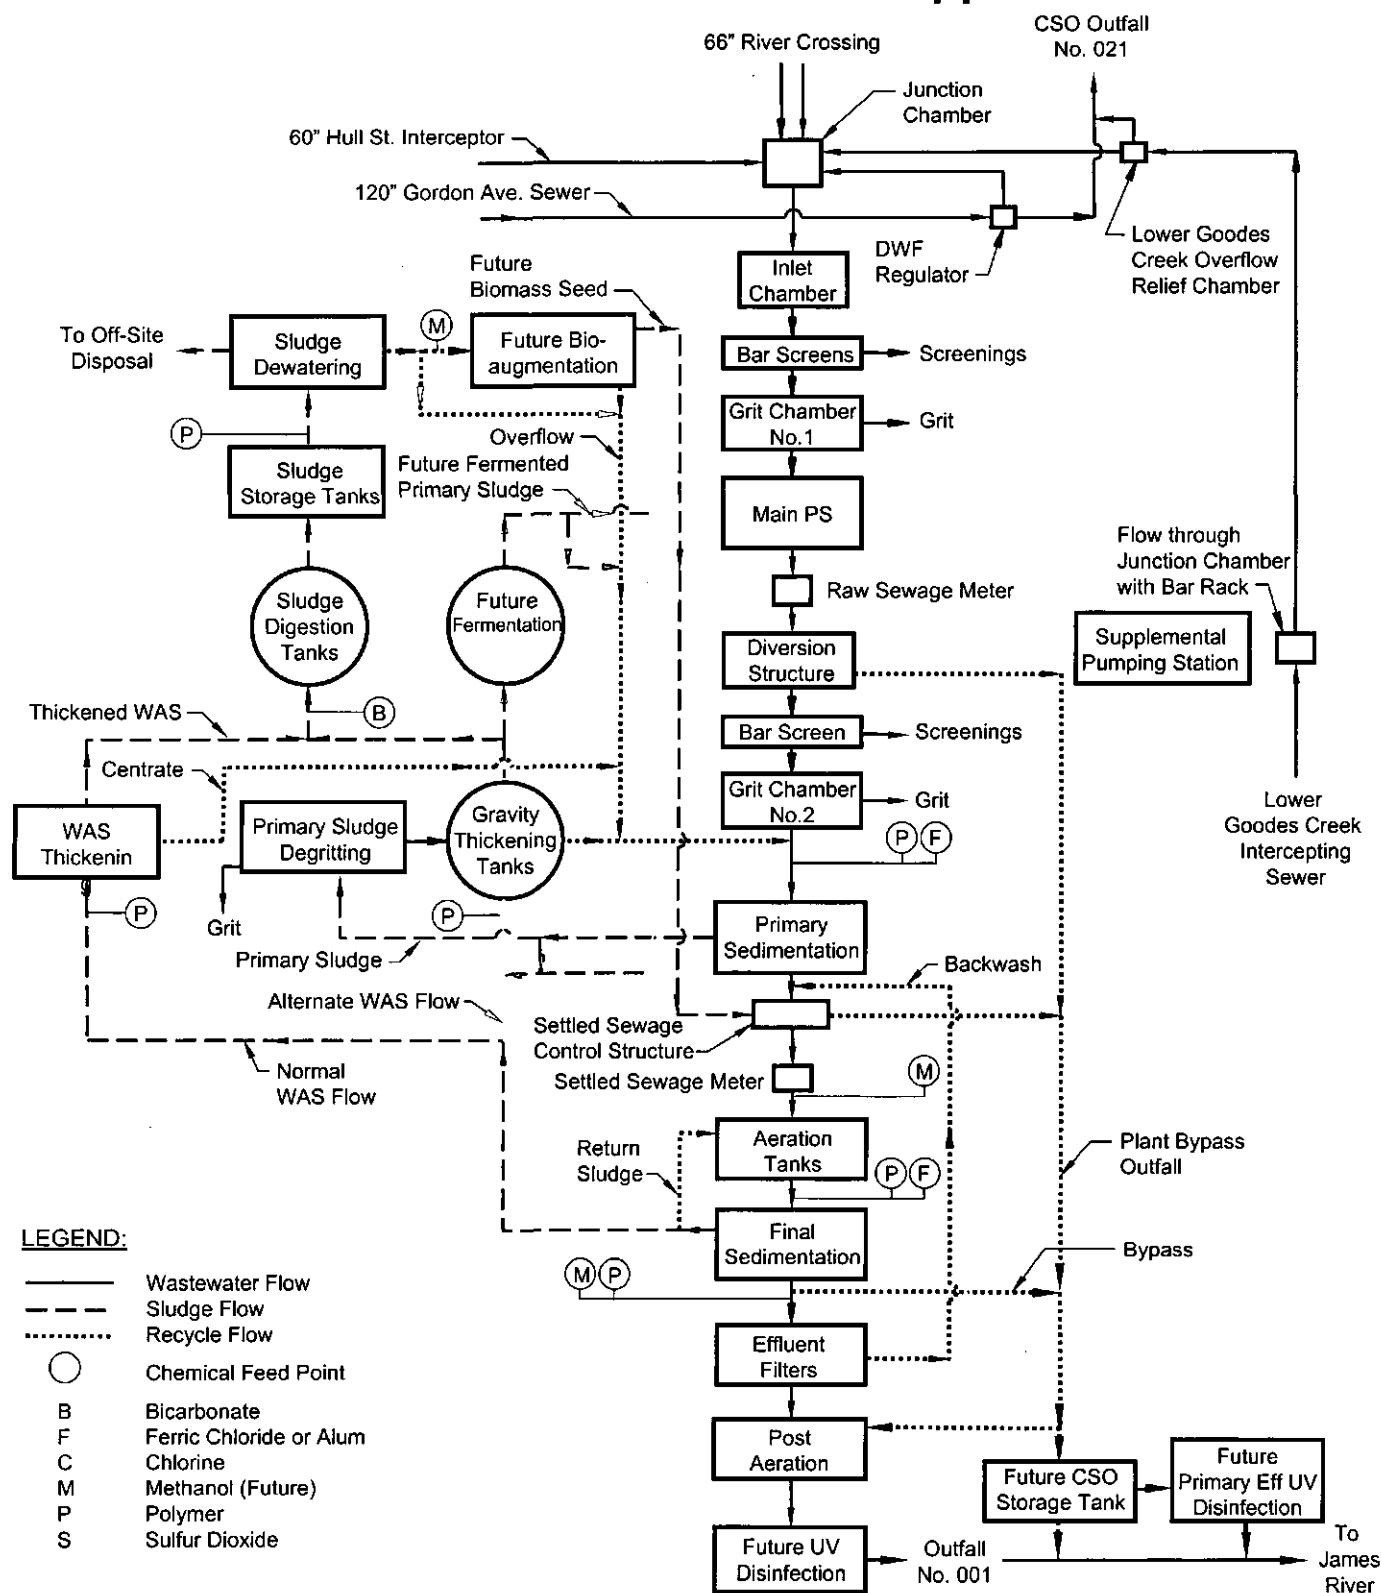 CSO Outfall
No. 021
66" River Crossing
Junction
Chamber
60" Hull St. Interceptor
120" Gordon Ave. Sewer
DWF
Regulator
Lower Goodes
Creek Overflow
Relief Chamber
Future
Biomass Seed
Inlet
Chamber
To Off-Site
Disposal
Sludge
Dewatering
M
Future Bio-
augmentation
Bar Screens
Screenings
P
Grit Chamber
No.1
Grit
Overflow
Future Fermented
Primary Sludge
Sludge
Storage Tanks
Main PS
Flow through
Junction Chamber
with Bar Rack
Raw Sewage Meter
Sludge
Digestion
Tanks
Future
Fermentation
Diversion
Structure
Supplemental
Pumping Station
Thickened WAS
B
Bar Screen
Screenings
Centrate
Grit Chamber
No.2
Grit
Lower
Goodes Creek
Intercepting
Sewer
WAS
Thickenin
Primary Sludge
Degritting
Gravity
Thickening
Tanks
P
F
P
Grit
P
Primary Sludge
Primary
Sedimentation
Backwash
Alternate WAS Flow
Settled Sewage
Control Structure
Normal
WAS Flow
Settled Sewage Meter
M
Return
Sludge
Aeration
Tanks
Plant Bypass
Outfall
P
F
Final
Sedimentation
Bypass
LEGEND:
Wastewater Flow
Sludge Flow
Recycle Flow
Chemical Feed Point
B Bicarbonate
F Ferric Chloride or Alum
C Chlorine
M Methanol (Future)
P Polymer
S Sulfur Dioxide
M
P
Effluent
Filters
Post
Aeration
Future CSO
Storage Tank
Future
Primary Eff UV
Disinfection
Future UV
Disinfection
Outfall
No. 001
To
James
River